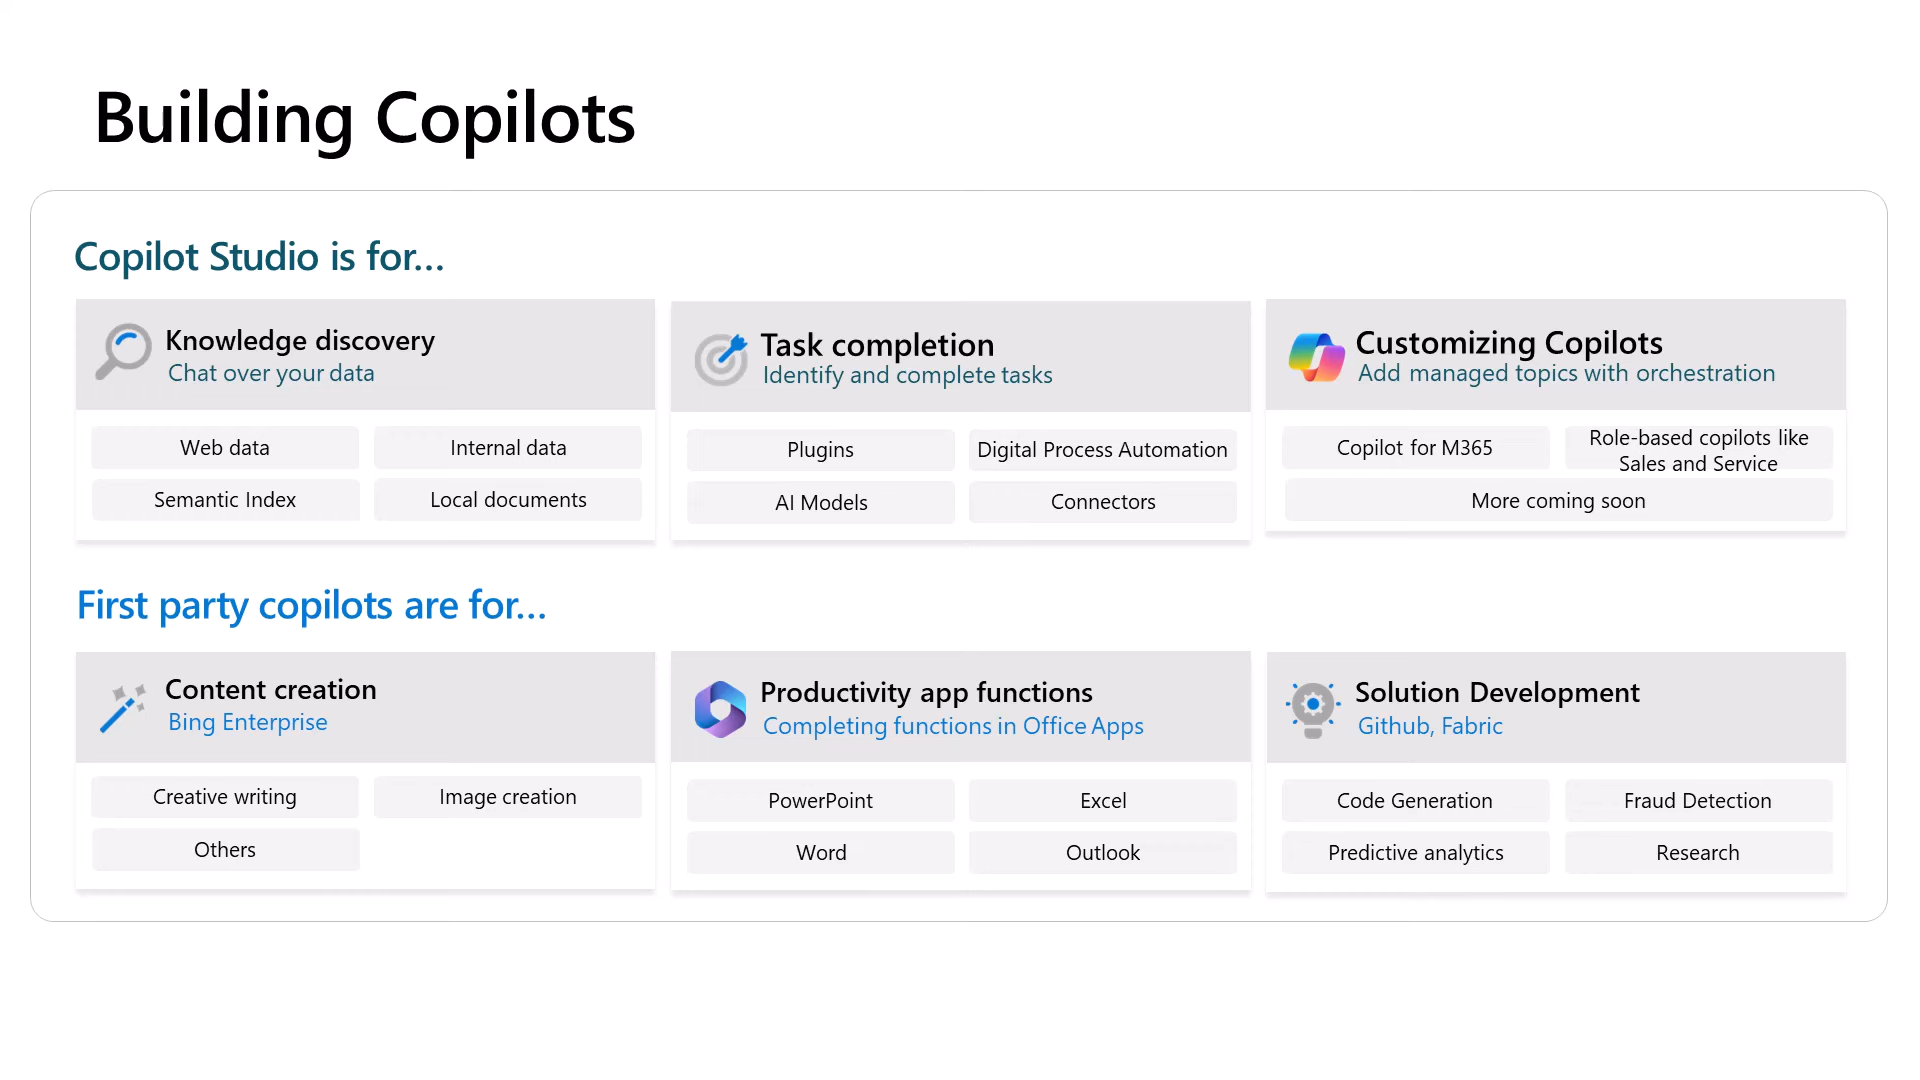 Building Copilots
Copilot Studio is for...
Knowledge discovery
Chat over your data
Web data
Internal data
Semantic Index
Local documents
Task completion
Identify and complete tasks
Plugins
Digital Process Automation
AI Models
Connectors
Customizing Copilots
Add managed topics with orchestration
Copilot for M365
Role-based copilots like
Sales and Service
More coming soon
First party copilots are for...
Content creation
Bing Enterprise
Creative writing
Image creation
Others
Productivity app functions
Completing functions in Office Apps
PowerPoint
Excel
Word
Outlook
Solution Development
Github, Fabric
Code Generation
Fraud Detection
Predictive analytics
Research